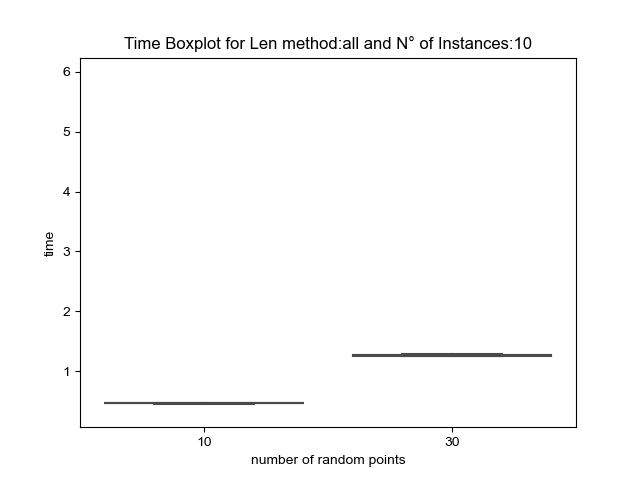 Time Boxplot for Len method:all and N° of Instances:10
6
5
4
3
2
1
time
10
30
number of random points